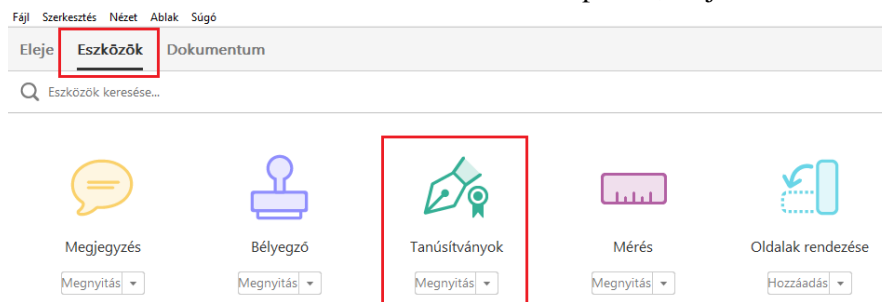 Fájl Szerkesztés Nézet Ablak Súgó
Eleje Eszközök Dokumentum
Eszközök keresése...
Megjegyzés Bélyegző Tanúsítványok Mérés Oldalak rendezése
Megnyitás Megnyitás Megnyitás Megnyitás Hozzáadás